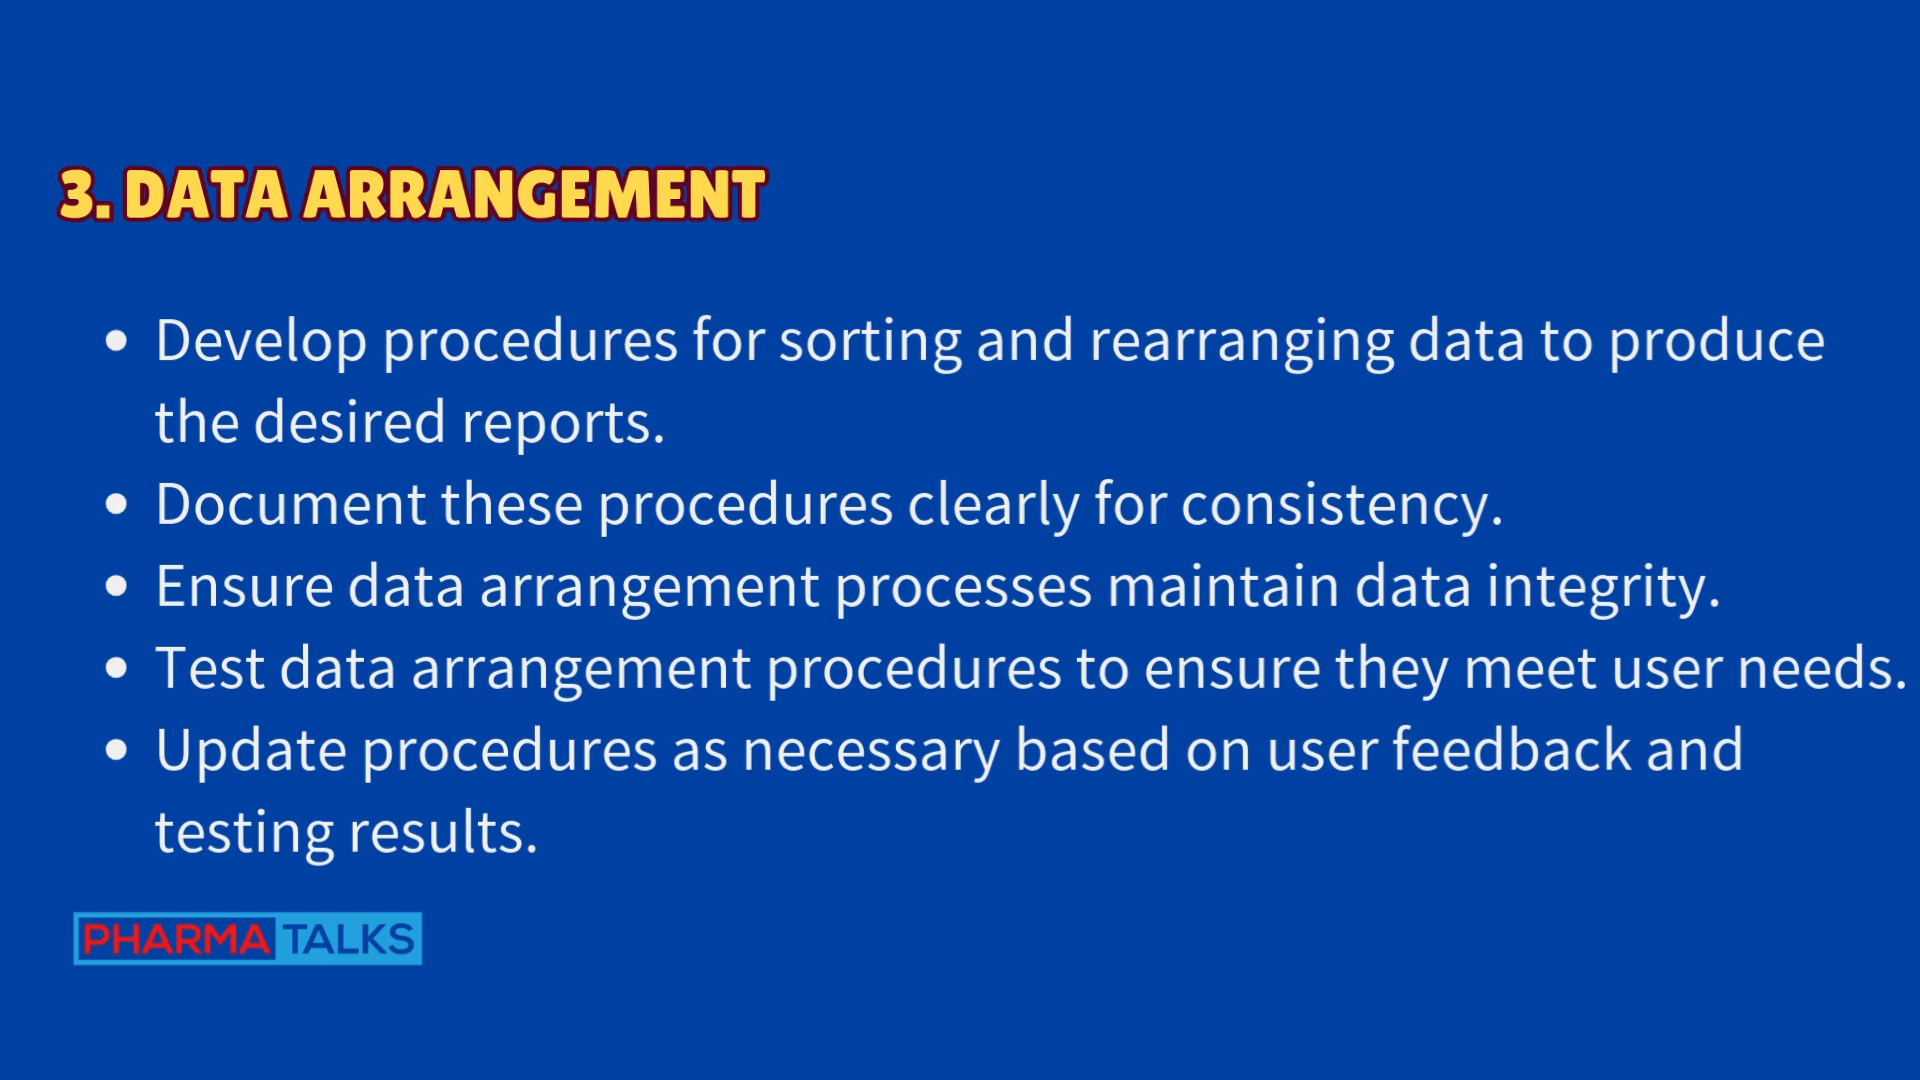 3. DATA ARRANGEMENT
• Develop procedures for sorting and rearranging data to produce
the desired reports.
• Document these procedures clearly for consistency.
• Ensure data arrangement processes maintain data integrity.
• Test data arrangement procedures to ensure they meet user needs.
• Update procedures as necessary based on user feedback and
testing results.
PHARMA TALKS